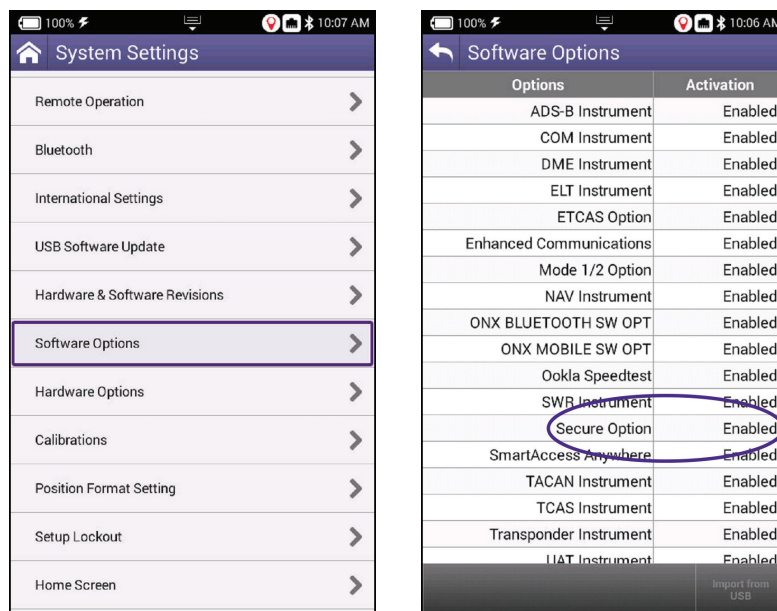 100% 10:07 AM
System Settings
Remote Operation
Bluetooth
International Settings
USB Software Update
Hardware & Software Revisions
Software Options
Hardware Options
Calibrations
Position Format Setting
Setup Lockout
Home Screen
100% 10:06 AM
Software Options
Options Activation
ADS-B Instrument Enabled
COM Instrument Enabled
DME Instrument Enabled
ELT Instrument Enabled
ETCAS Option Enabled
Enhanced Communications Enabled
Mode 1/2 Option Enabled
NAV Instrument Enabled
ONX BLUETOOTH SW OPT Enabled
ONX MOBILE SW OPT Enabled
Ookla Speedtest Enabled
SWR Instrument Enabled
Secure Option Enabled
SmartAccess Anywhere Enabled
TACAN Instrument Enabled
TCAS Instrument Enabled
Transponder Instrument Enabled
UAT Instrument Enabled
Import from
USB